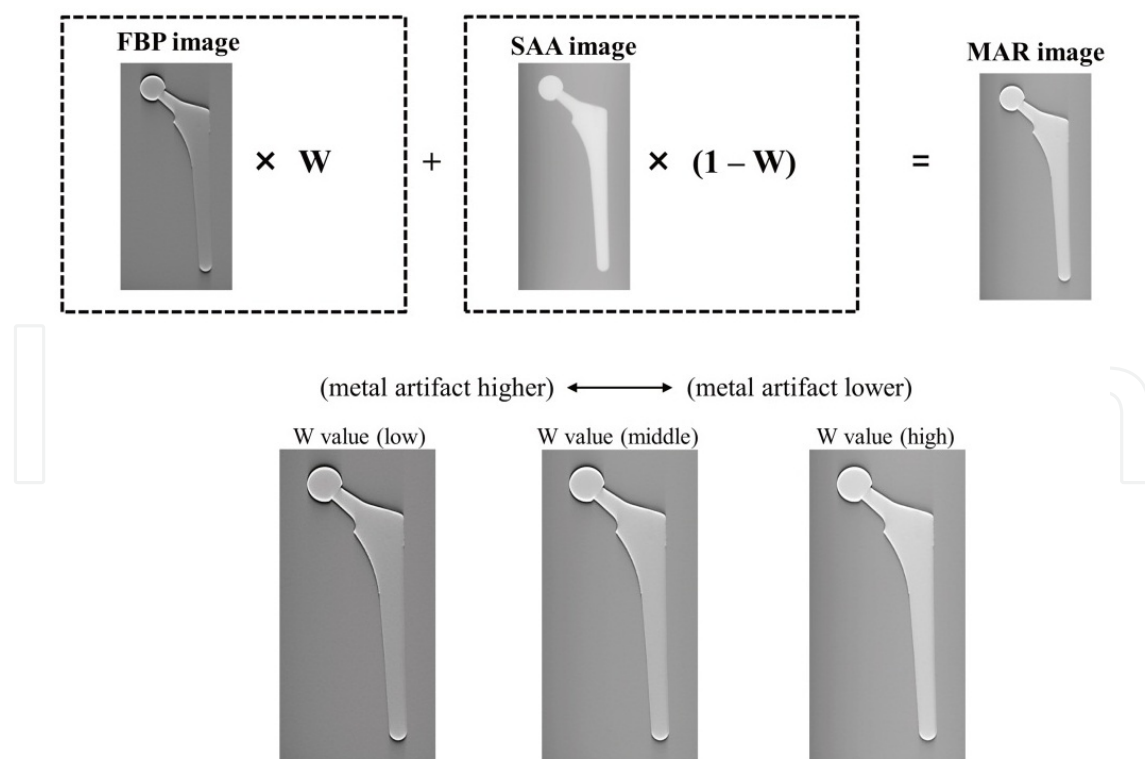 FBP image
SAA image
MAR image
× W
+
× (1 – W)
=
(metal artifact higher) ⟷ (metal artifact lower)
W value (low)
W value (middle)
W value (high)